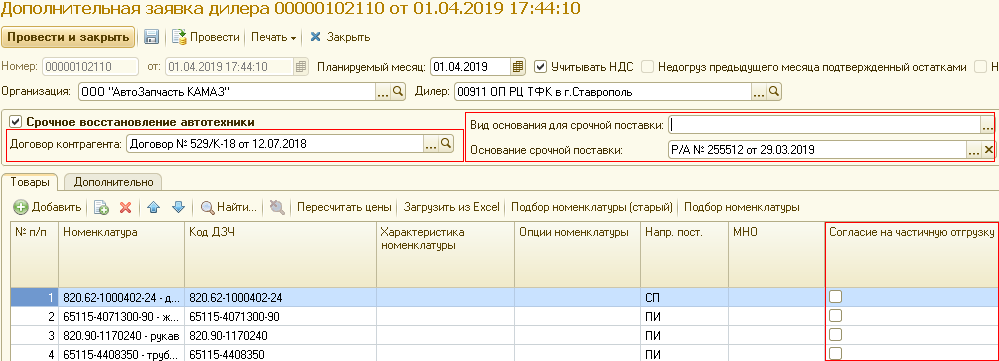 Дополнительная заявка дилера 00000102110 от 01.04.2019 17:44:10
Провести и закрыть Провести Печать Закрыть
Номер: 00000102110 от: 01.04.2019 17:44:10 Планируемый месяц: 01.04.2019 Учитывать НДС Недогруз предыдущего месяца подтвержденный остатками Н
Организация: ООО "АвтоЗапчасть КАМАЗ" ... Дилер: 00911 ОП РЦ ТФК в г.Ставрополь ...
Срочное восстановление автотехники
Вид основания для срочной поставки: ...
Договор контрагента: Договор № 529/К-18 от 12.07.2018 ...
Основание срочной поставки: Р/А № 255512 от 29.03.2019 ...
Товары Дополнительно
Добавить Найти... Пересчитать цены Загрузить из Excel Подбор номенклатуры (старый) Подбор номенклатуры
№ п/п Номенклатура Код ДЗЧ Характеристика номенклатуры Опции номенклатуры Напр. пост. МНО Согласие на частичную отгрузку
1 820.62-1000402-24 - д... 820.62-1000402-24 СП
2 65115-4071300-90 - ж... 65115-4071300-90 ПИ
3 820.90-1170240 - рукав 820.90-1170240 ПИ
4 65115-4408350 - труб... 65115-4408350 ПИ